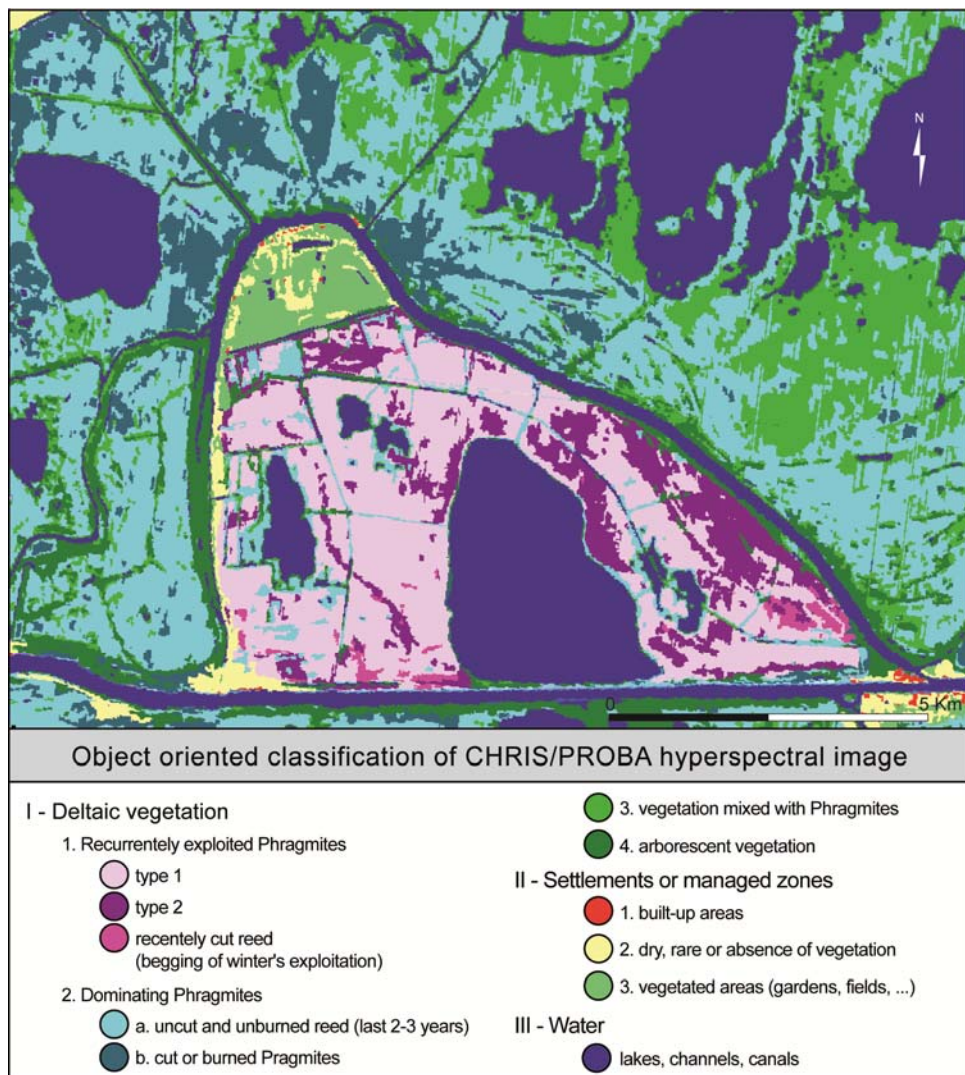 N
0
5 Km
Object oriented classification of CHRIS/PROBA hyperspectral image
I - Deltaic vegetation
1. Recurrentely exploited Phragmites
type 1
type 2
recentely cut reed
(begging of winter's exploitation)
2. Dominating Phragmites
a. uncut and unburned reed (last 2-3 years)
b. cut or burned Pragmites
3. vegetation mixed with Phragmites
4. arborescent vegetation
II - Settlements or managed zones
1. built-up areas
2. dry, rare or absence of vegetation
3. vegetated areas (gardens, fields, ...)
III - Water
lakes, channels, canals